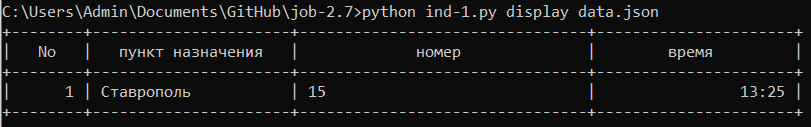 C:\Users\Admin\Documents\GitHub\job-2.7>python ind-1.py display data.json
+------+----------------------+--------------------------------+----------------------+
| No | пункт назначения | номер | время |
+------+----------------------+--------------------------------+----------------------+
| 1 | Ставрополь | 15 | 13:25 |
+------+----------------------+--------------------------------+----------------------+